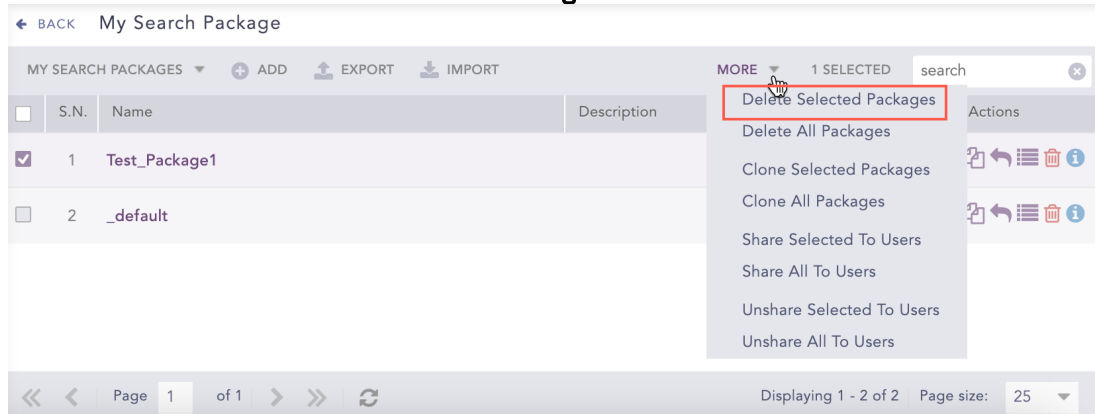 BACK My Search Package
MY SEARCH PACKAGES ADD EXPORT IMPORT MORE 1 SELECTED search
S.N. Name Description Actions
1 Test_Package1
2 _default
Delete Selected Packages
Delete All Packages
Clone Selected Packages
Clone All Packages
Share Selected To Users
Share All To Users
Unshare Selected To Users
Unshare All To Users
Page 1 of 1 Displaying 1 - 2 of 2 Page size: 25